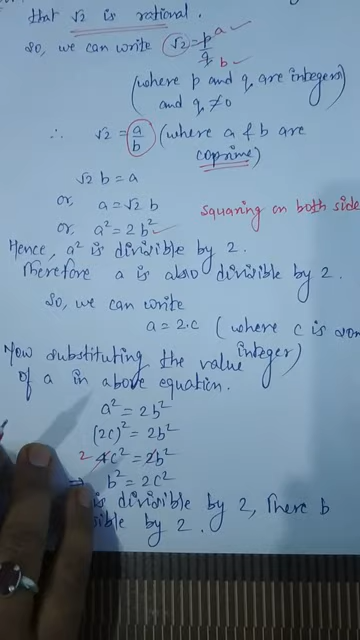 that √2 is rational.
So, we can write √2 = p/q a b
(where p and q are integers
and q ≠ 0
∴ √2 = a/b (where a & b are
coprime)
√2 b = a
or, a = √2 b
or, a² = 2b² squaring on both side
Hence, a² is divisible by 2.
Therefore a is also divisible by 2.
So, we can write
a = 2.c (where c is
integer)
Now substituting the value
of a in above equation.
a² = 2b²
(2c)² = 2b²
2 4c² = 2b²
⇒ b² = 2c²
is divisible by 2, There b
sible by 2.